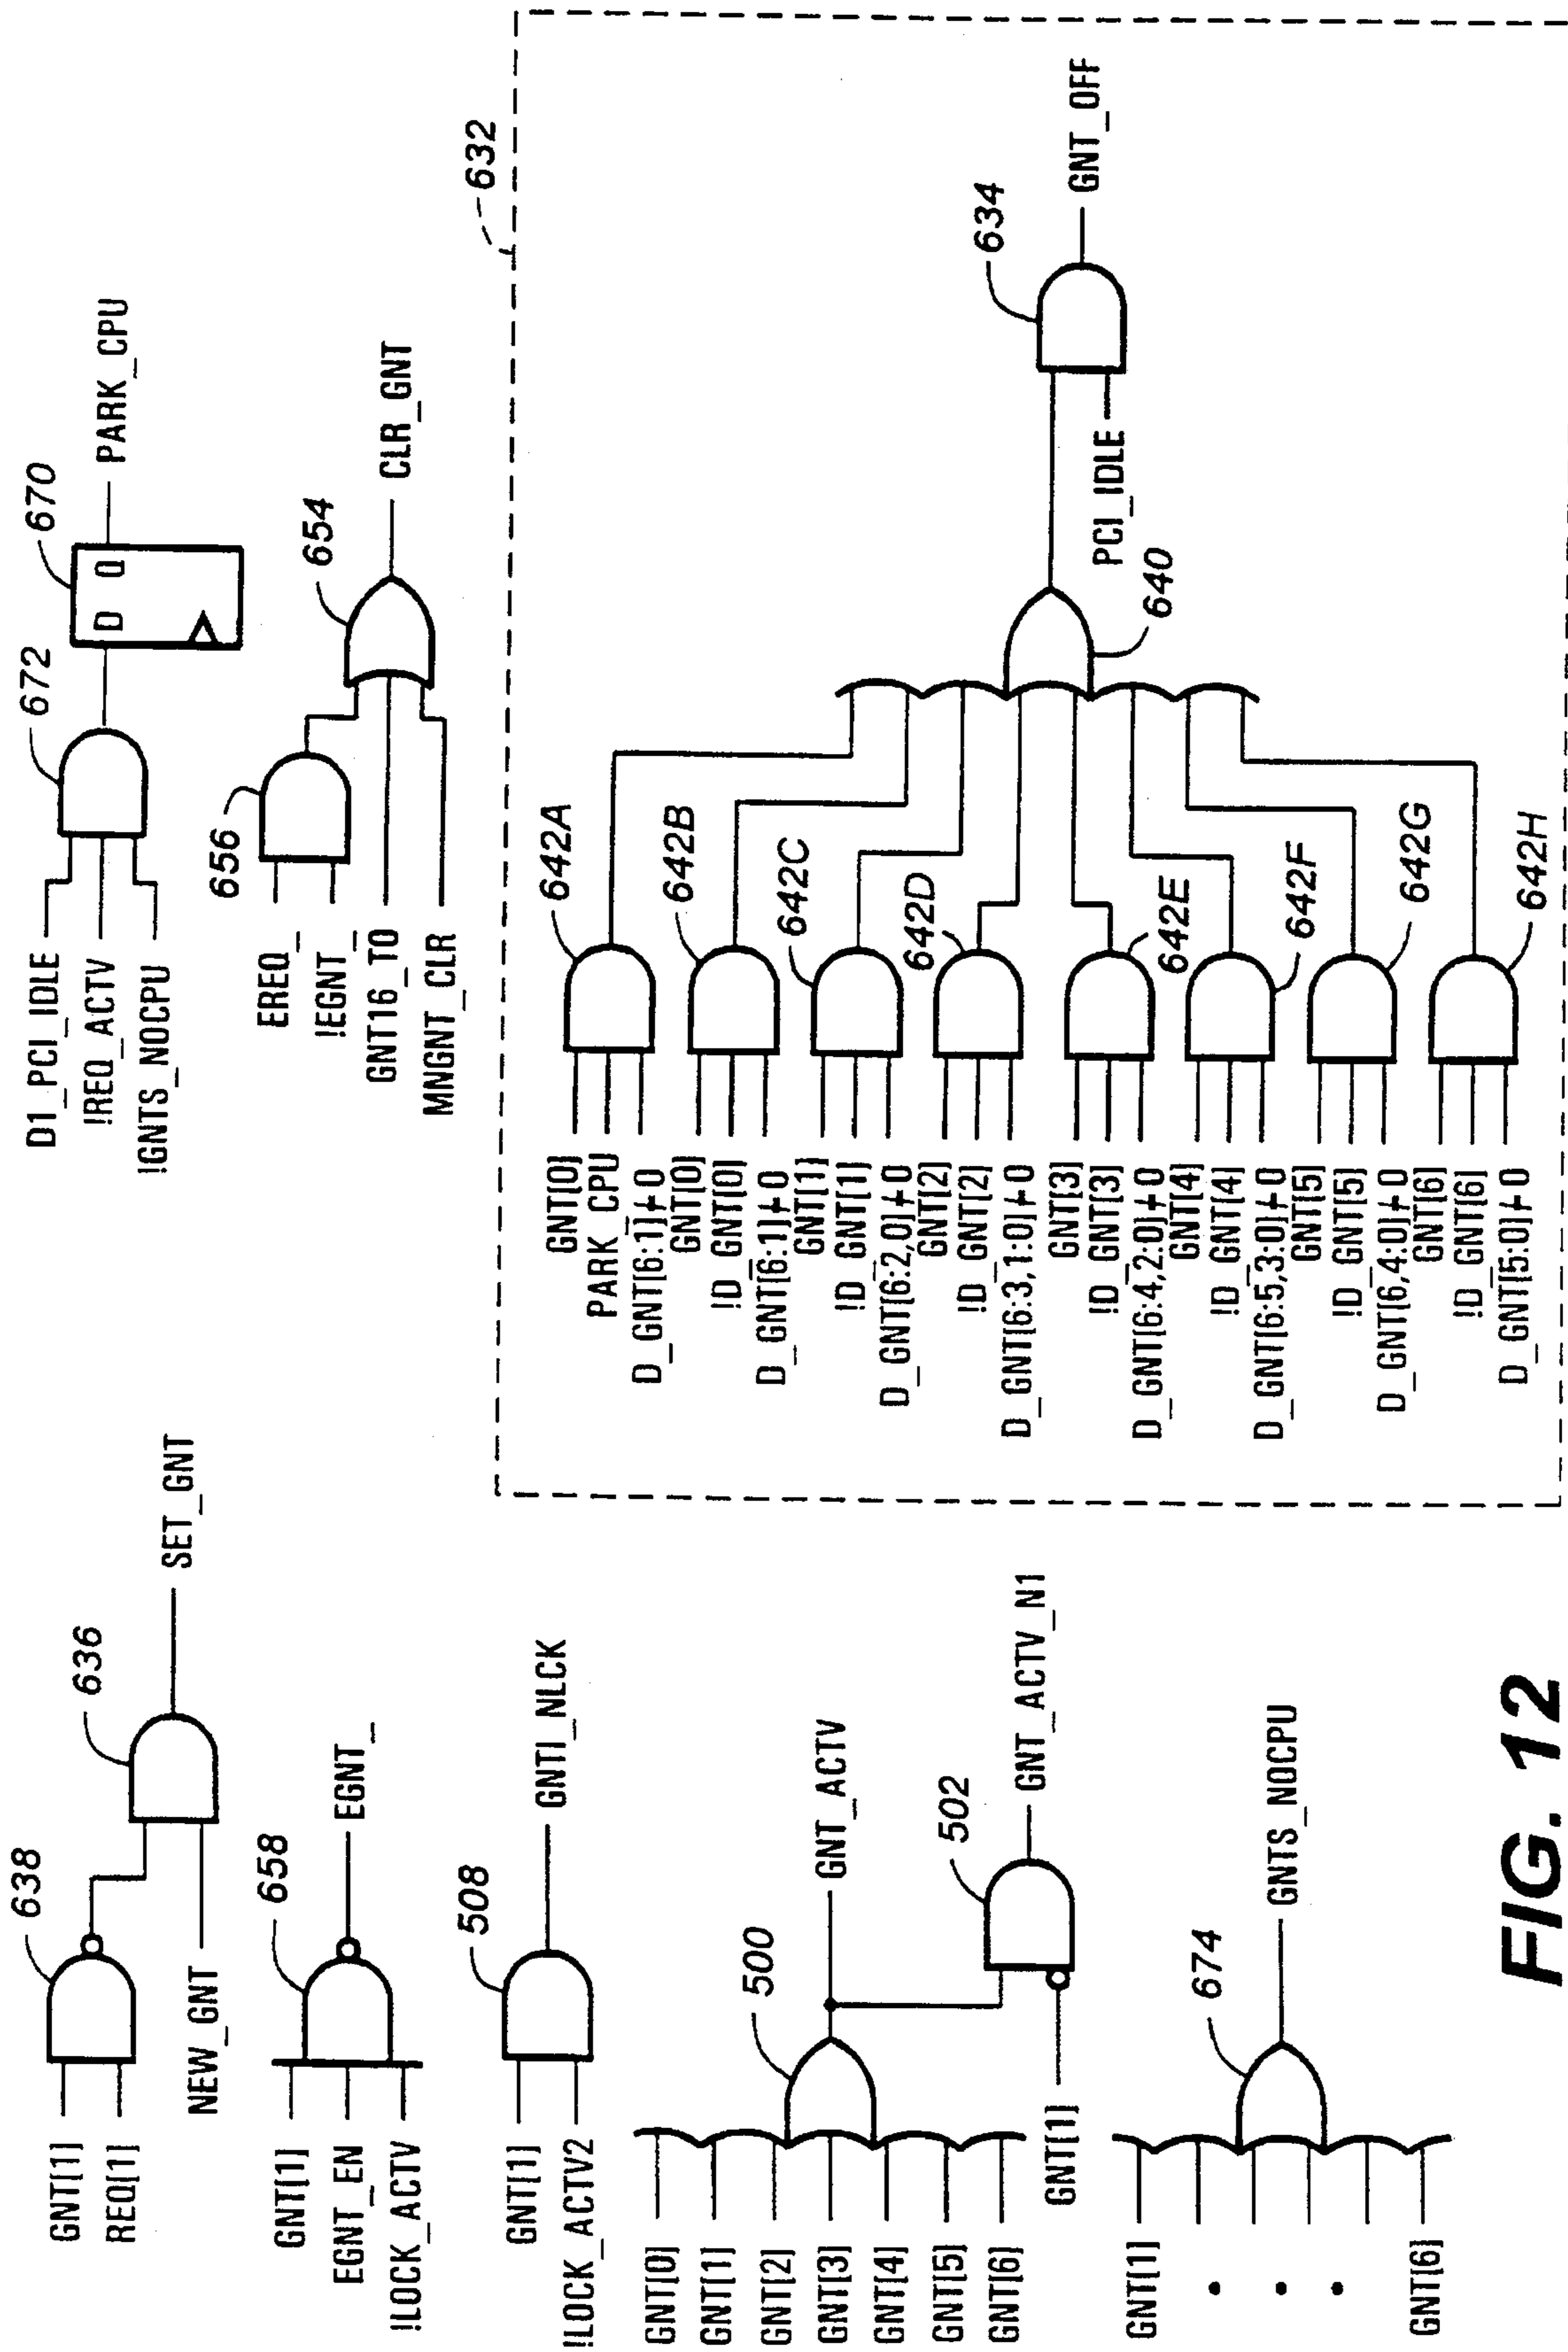 638
636
GNT[1]
REQ[1]
NEW_GNT
SET_GNT
658
GNT[1]
EGNT_EN
!LOCK_ACTV
EGNT_
508
GNT[1]
!LOCK_ACTV2
GNTI_NLCK
500
GNT[0]
GNT[1]
GNT[2]
GNT[3]
GNT[4]
GNT[5]
GNT[6]
GNT_ACTV
502
GNT[1]
GNT_ACTV_N1
674
GNT[1]
GNT[6]
GNTS_NOCPU
672
670
D1_PCI_IDLE
!REQ_ACTV
!GNTS_NOCPU
D Q
PARK_CPU
656
654
EREQ_
!EGNT_
GNT16_TO
MNGNT_CLR
CLR_GNT
632
642A
GNT[0]
PARK_CPU
D_GNT[6:1]≠0
642B
GNT[0]
!D_GNT[0]
D_GNT[6:1]≠0
642C
GNT[1]
!D_GNT[1]
D_GNT[6:2,0]≠0
642D
GNT[2]
!D_GNT[2]
D_GNT[6:3,1:0]≠0
642E
GNT[3]
!D_GNT[3]
D_GNT[6:4,2:0]≠0
642F
GNT[4]
!D_GNT[4]
D_GNT[6:5,3:0]≠0
642G
GNT[5]
!D_GNT[5]
D_GNT[6,4:0]≠0
642H
GNT[6]
!D_GNT[6]
D_GNT[5:0]≠0
640
634
PCI_IDLE
GNT_OFF
FIG. 12